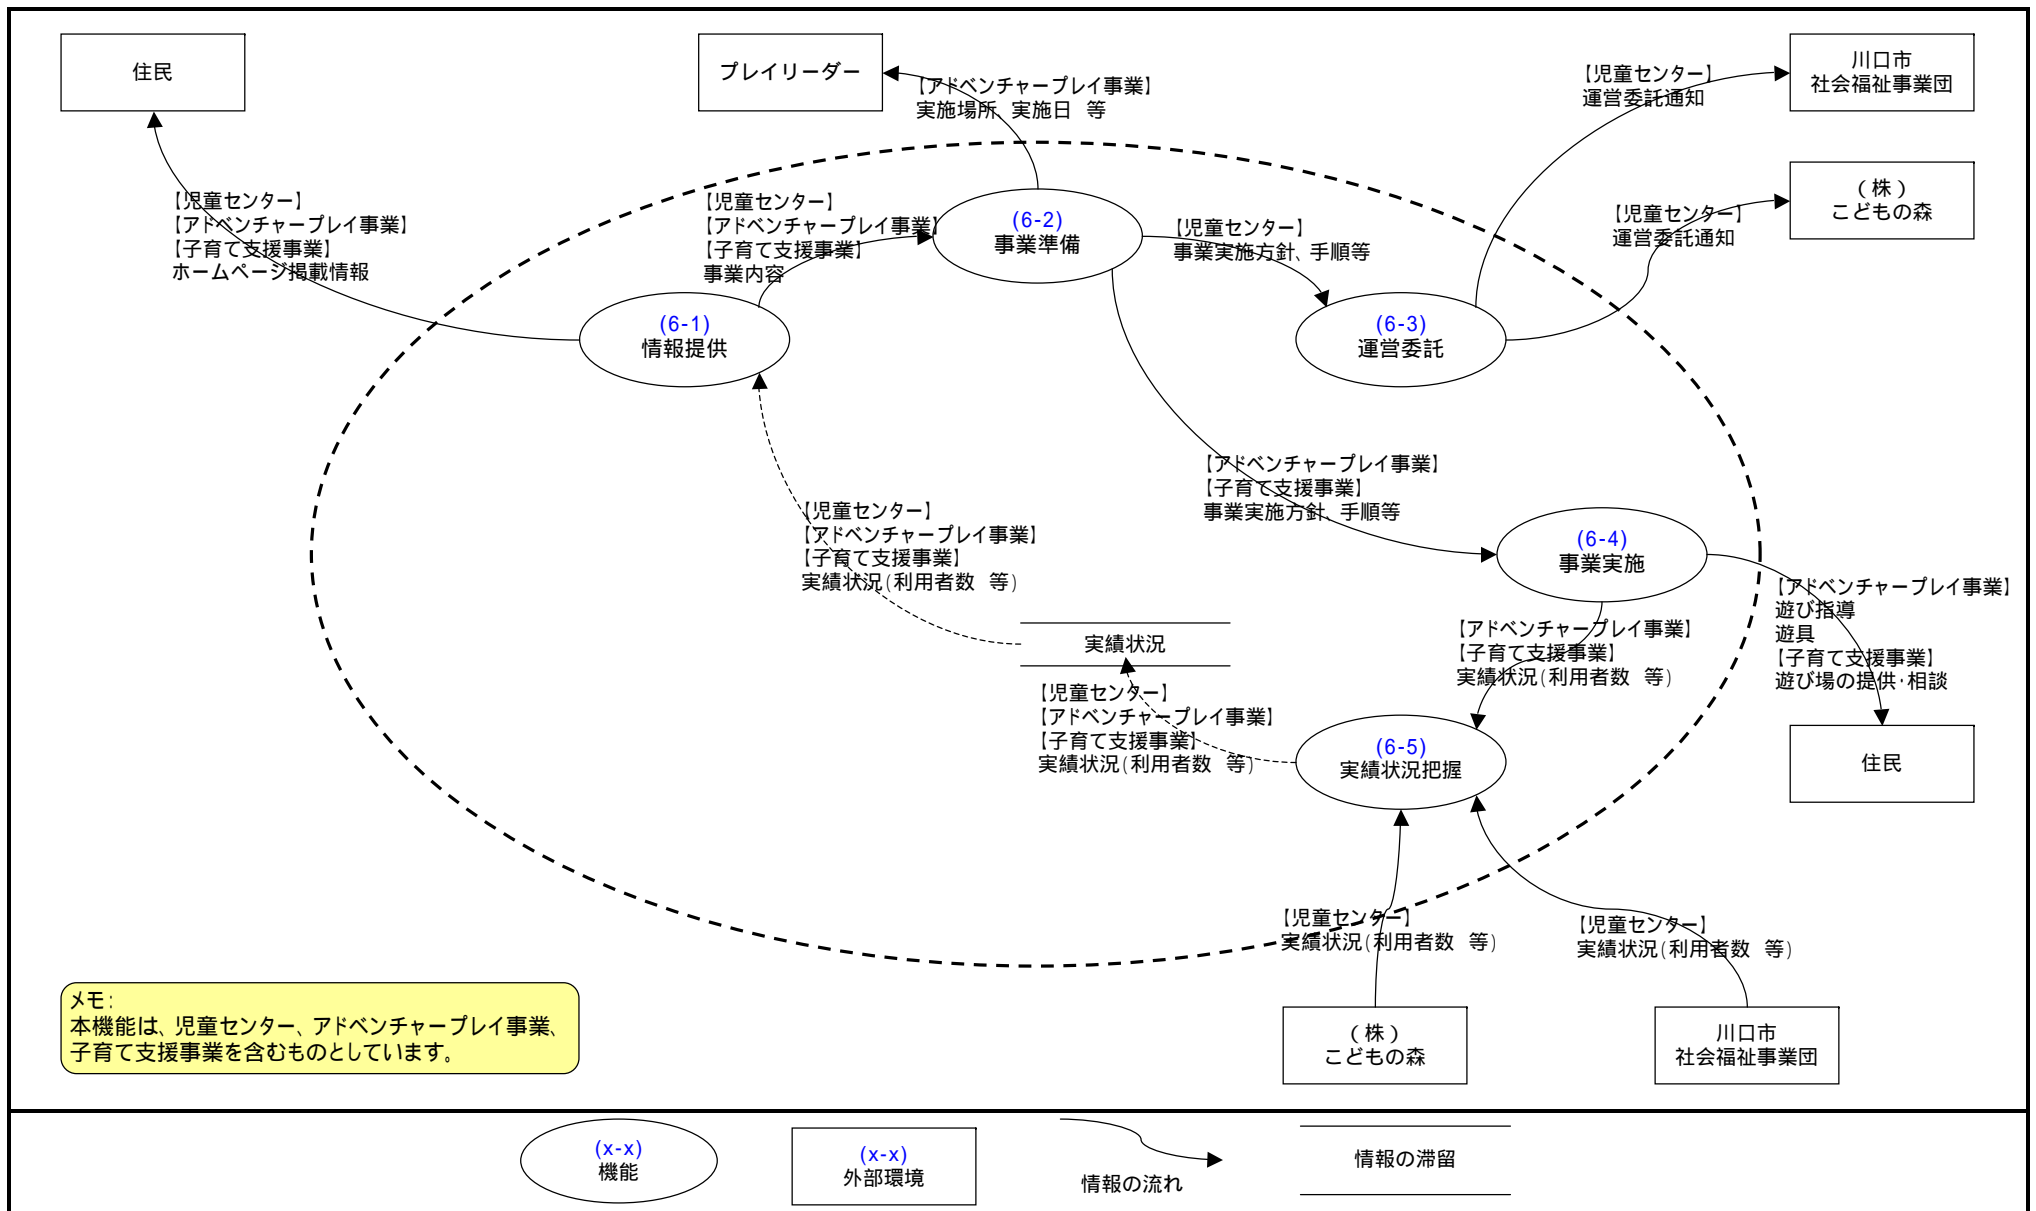 住民
プレイリーダー
【アドベンチャープレイ事業】
実施場所、実施日 等
【児童センター】
運営委託通知
川口市
社会福祉事業団
【児童センター】
【アドベンチャープレイ事業】
【子育て支援事業】
ホームページ掲載情報
【児童センター】
【アドベンチャープレイ事業】
【子育て支援事業】
事業内容
(6-2)
事業準備
【児童センター】
事業実施方針、手順等
【児童センター】
運営委託通知
（株）
こどもの森
(6-1)
情報提供
(6-3)
運営委託
【アドベンチャープレイ事業】
【子育て支援事業】
事業実施方針、手順等
【児童センター】
【アドベンチャープレイ事業】
【子育て支援事業】
実績状況(利用者数 等)
(6-4)
事業実施
【アドベンチャープレイ事業】
遊び指導
遊具
【子育て支援事業】
遊び場の提供・相談
実績状況
【アドベンチャープレイ事業】
【子育て支援事業】
実績状況(利用者数 等)
【児童センター】
【アドベンチャープレイ事業】
【子育て支援事業】
実績状況(利用者数 等)
(6-5)
実績状況把握
住民
【児童センター】
実績状況(利用者数 等)
【児童センター】
実績状況(利用者数 等)
（株）
こどもの森
川口市
社会福祉事業団
メモ:
本機能は、児童センター、アドベンチャープレイ事業、
子育て支援事業を含むものとしています。
(x-x)
機能
(x-x)
外部環境
情報の流れ
情報の滞留